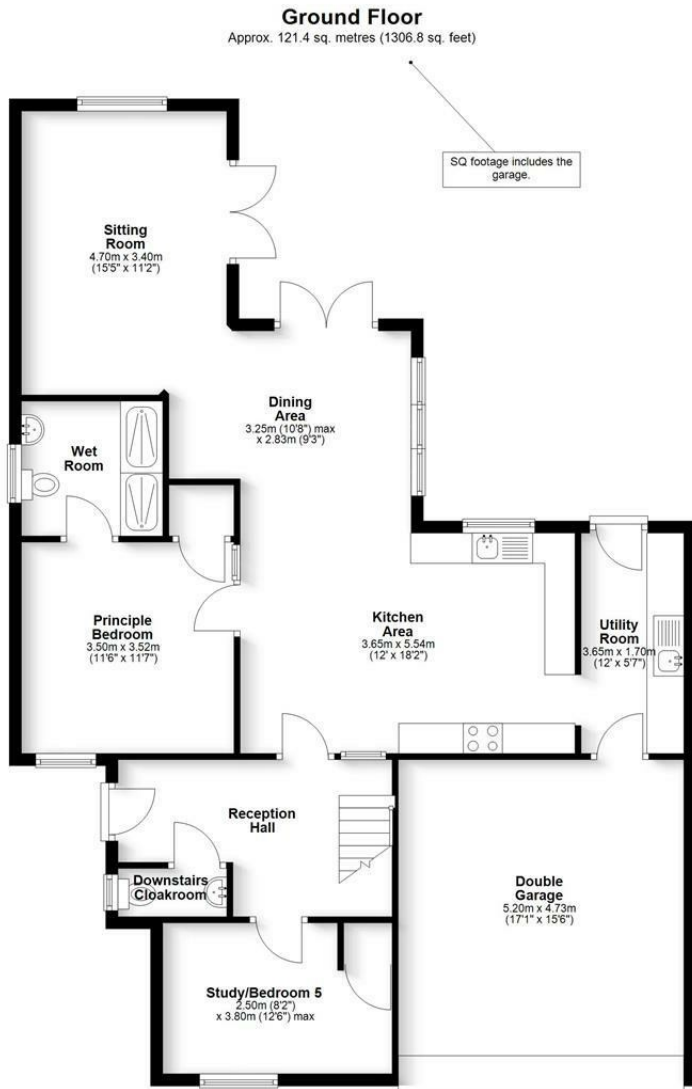 Ground Floor
Approx. 121.4 sq. metres (1306.8 sq. feet)
SQ footage includes the
garage.
Sitting
Room
4.70m x 3.40m
(15'5" x 11'2")
Dining
Area
3.25m (10'8") max
x 2.83m (9'3")
Wet
Room
Principle
Bedroom
3.50m x 3.52m
(11'6" x 11'7")
Kitchen
Area
3.65m x 5.54m
(12' x 18'2")
Utility
Room
3.65m x 1.70m
(12' x 5'7")
Reception
Hall
Downstairs
Cloakroom
Double
Garage
5.20m x 4.73m
(17'1" x 15'6")
Study/Bedroom 5
2.50m (8'2")
x 3.80m (12'6") max